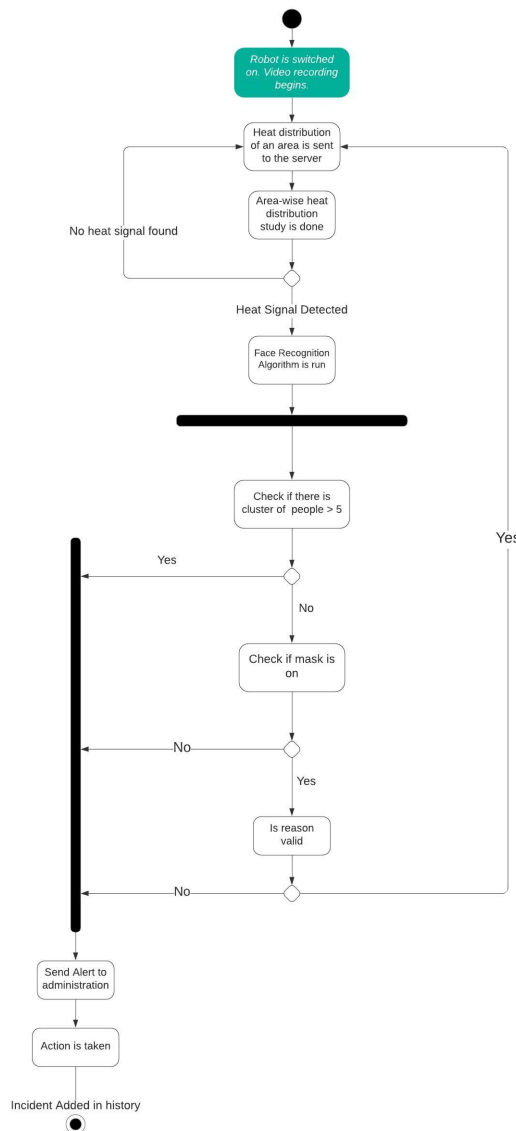 Robot is switched
on. Video recording
begins.
Heat distribution
of an area is sent
to the server
Area-wise heat
distribution
study is done
No heat signal found
Heat Signal Detected
Face Recognition
Algorithm is run
Check if there is
cluster of people > 5
Yes
Yes
No
Check if mask is
on
No
Yes
Is reason
valid
No
Send Alert to
administration
Action is taken
Incident Added in history